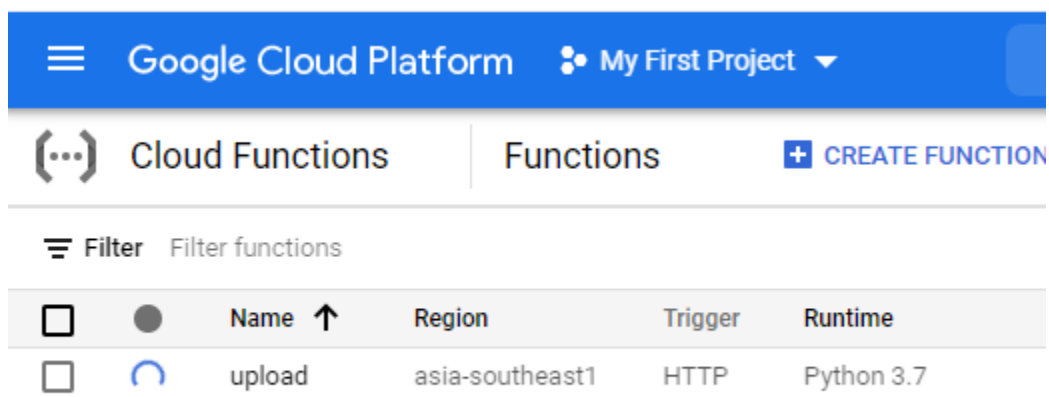 Google Cloud Platform My First Project
Cloud Functions Functions CREATE FUNCTION
Filter Filter functions
Name Region Trigger Runtime
upload asia-southeast1 HTTP Python 3.7